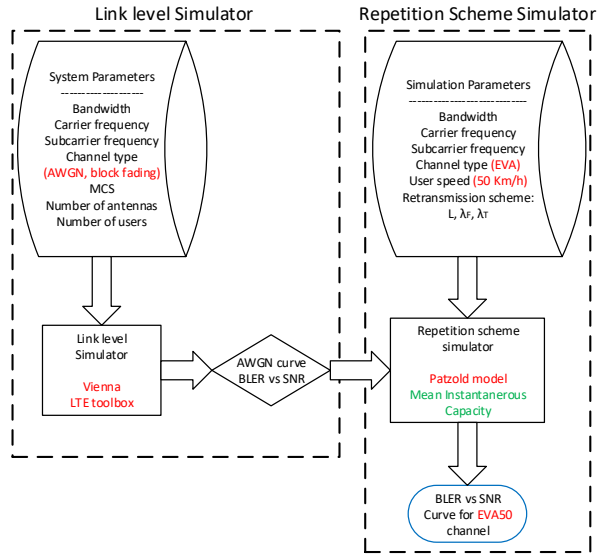 Link level Simulator
System Parameters
--------------------
Bandwidth
Carrier frequency
Subcarrier frequency
Channel type
(AWGN, block fading)
MCS
Number of antennas
Number of users
Link level
Simulator
Vienna
LTE toolbox
AWGN curve
BLER vs SNR
Repetition Scheme Simulator
Simulation Parameters
-----------------------------
Bandwidth
Carrier frequency
Subcarrier frequency
Channel type (EVA)
User speed (50 Km/h)
Retransmission scheme:
L, λF, λT
Repetition scheme
simulator
Patzold model
Mean Instantanerous
Capacity
BLER vs SNR
Curve for EVA50
channel